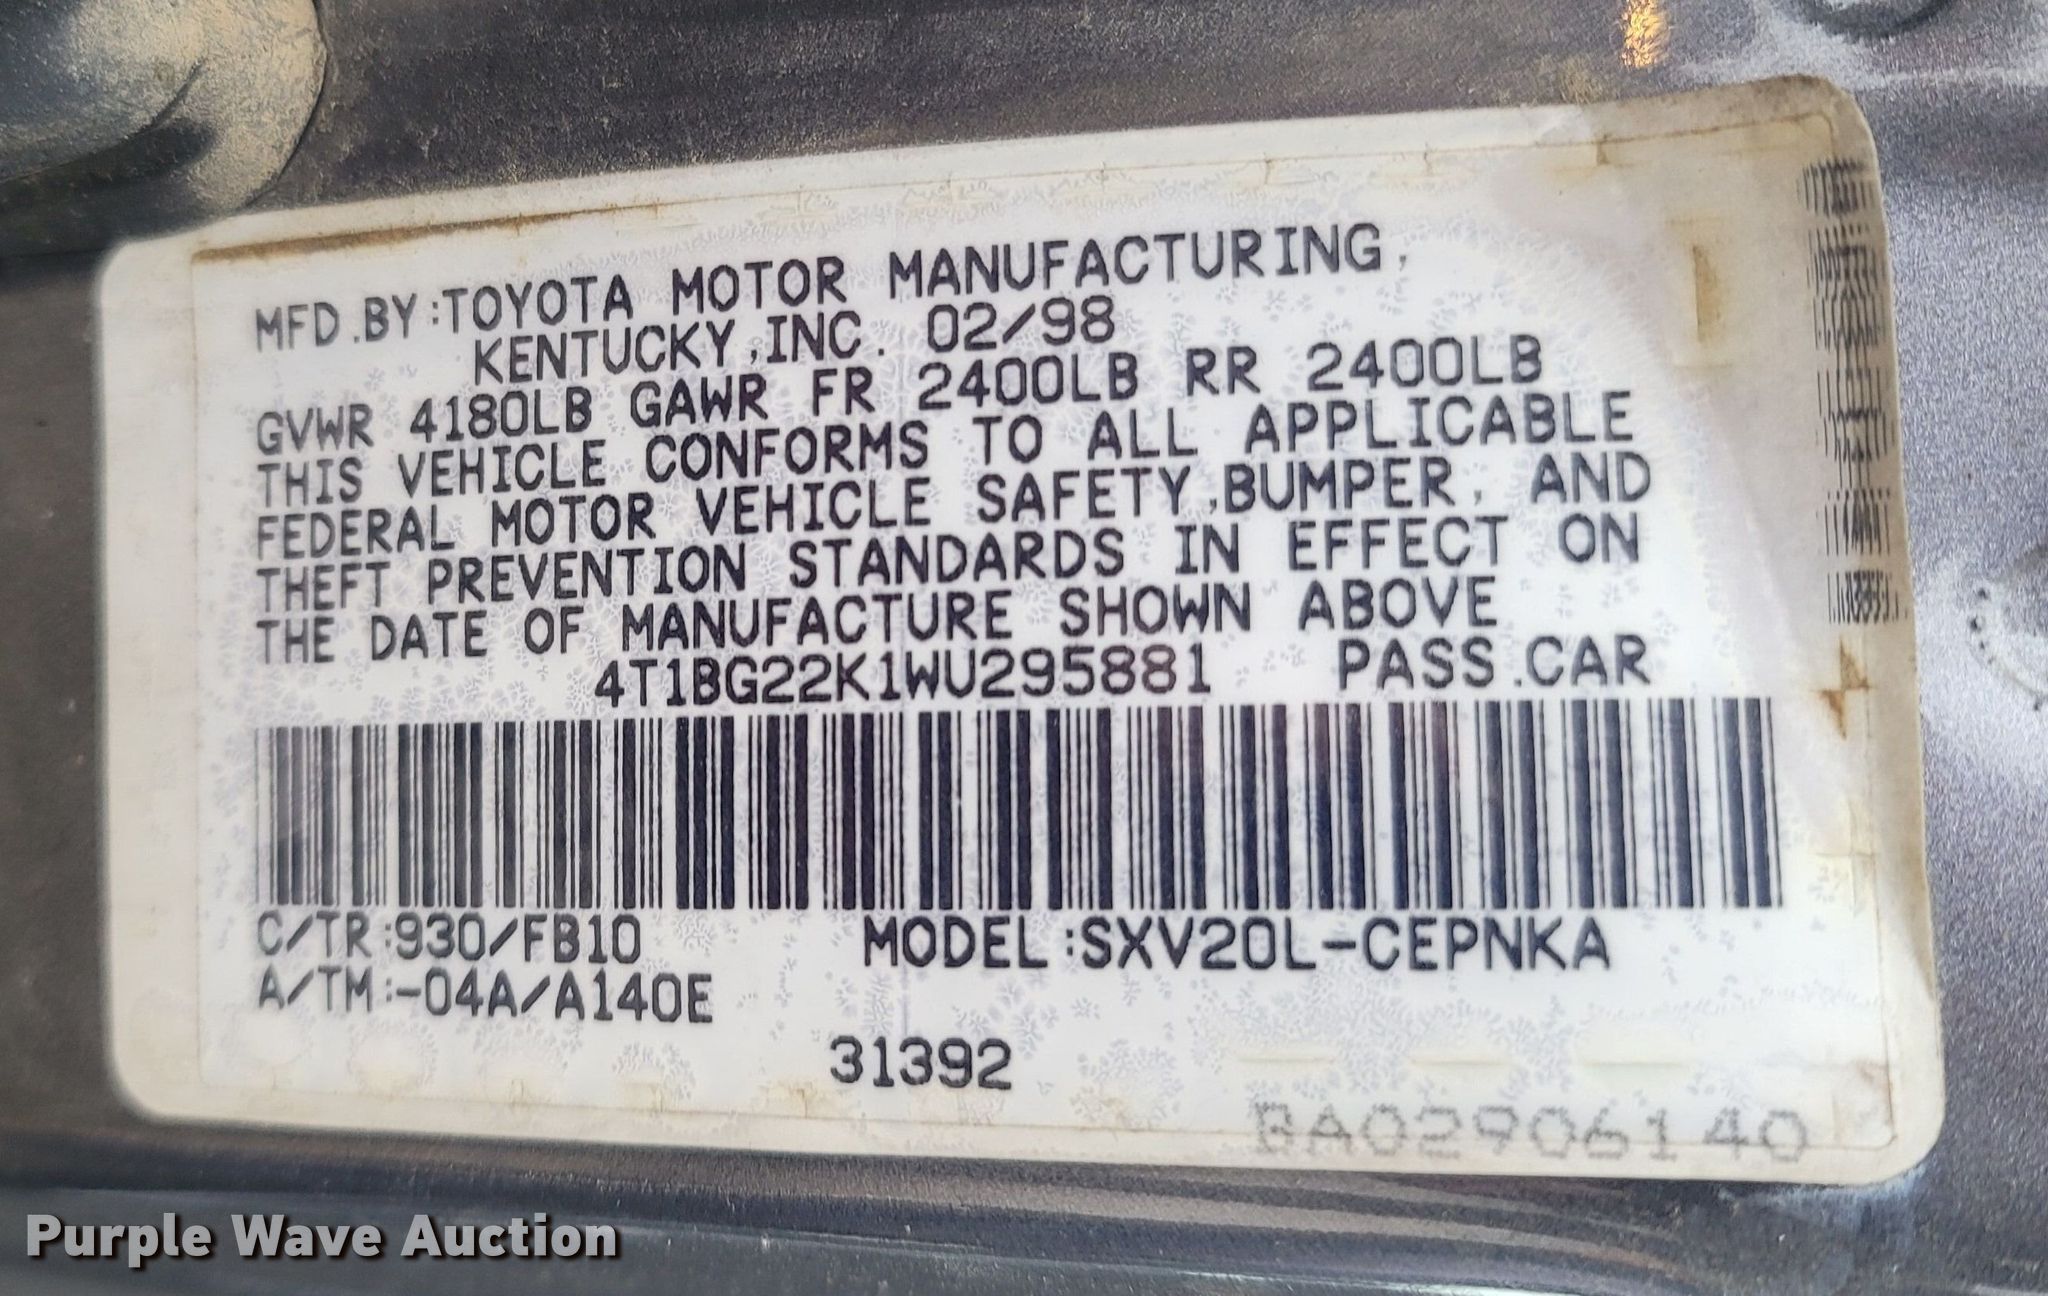 MFD.BY:TOYOTA MOTOR MANUFACTURING,
KENTUCKY,INC. 02/98
GVWR 4180LB GAWR FR 2400LB RR 2400LB
THIS VEHICLE CONFORMS TO ALL APPLICABLE
FEDERAL MOTOR VEHICLE SAFETY,BUMPER, AND
THEFT PREVENTION STANDARDS IN EFFECT ON
THE DATE OF MANUFACTURE SHOWN ABOVE
4T1BG22K1WU295881 PASS.CAR
C/TR:930/FB10 MODEL:SXV20L-CEPNKA
A/TM:-04A/A140E
31392
BA02906140
Purple Wave Auction